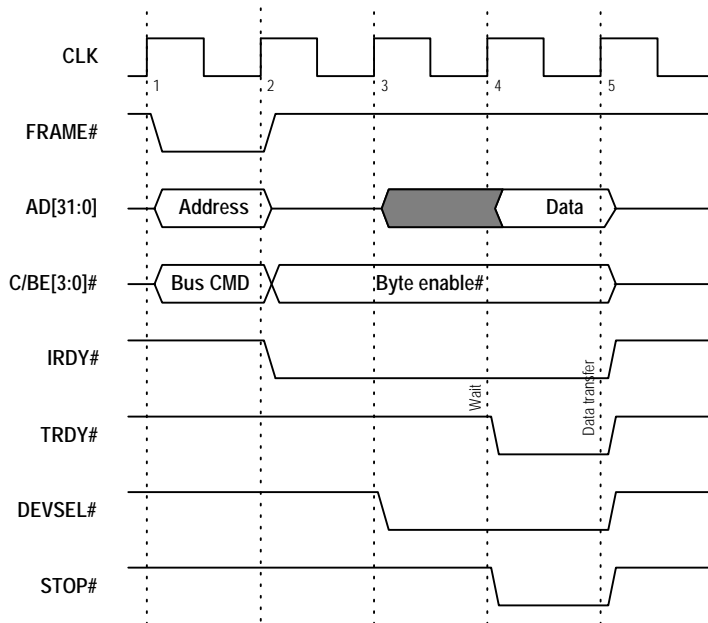 CLK
1 2 3 4 5
FRAME#
AD[31:0] Address Data
C/BE[3:0]# Bus CMD Byte enable#
IRDY#
Wait
Data transfer
TRDY#
DEVSEL#
STOP#